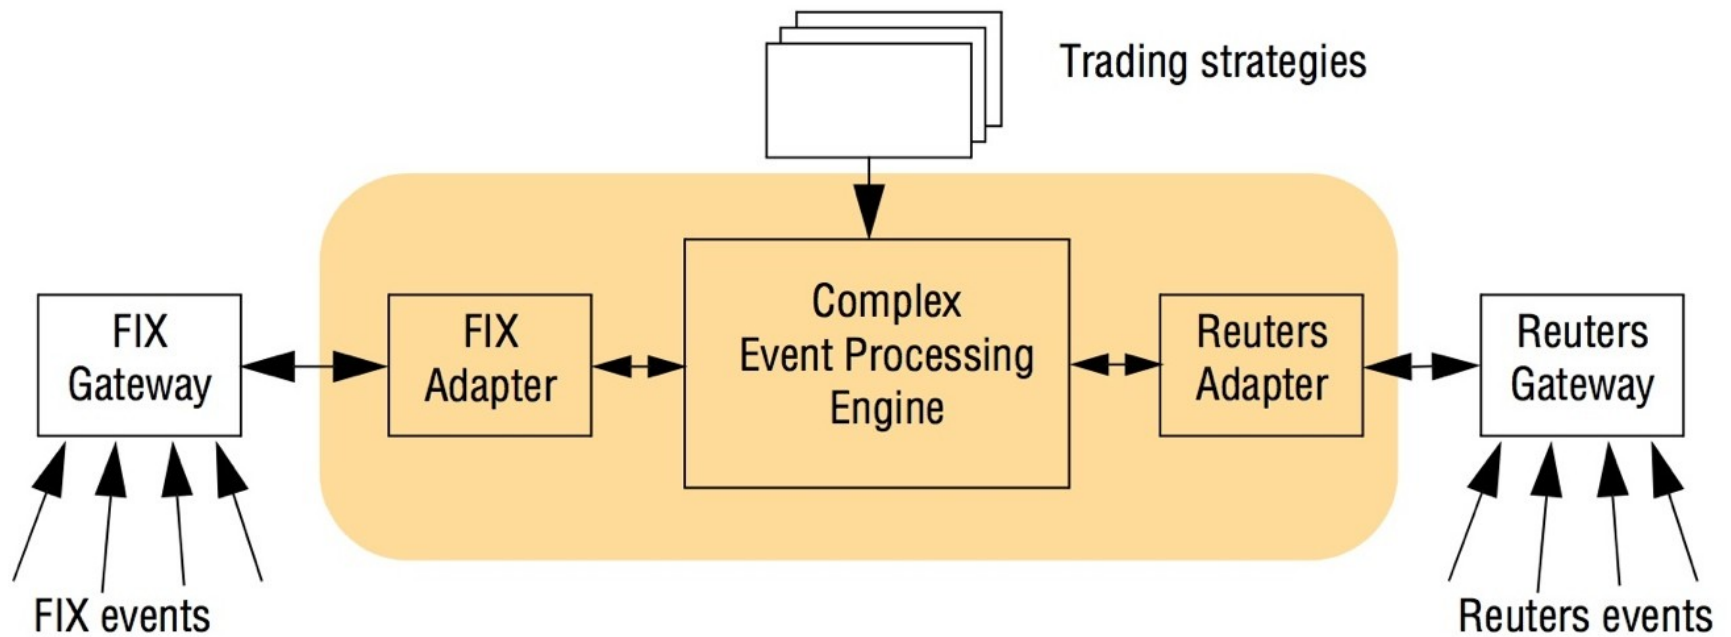 Trading strategies
Complex
Event Processing
Engine
FIX
Gateway
FIX
Adapter
Reuters
Adapter
Reuters
Gateway
FIX events
Reuters events